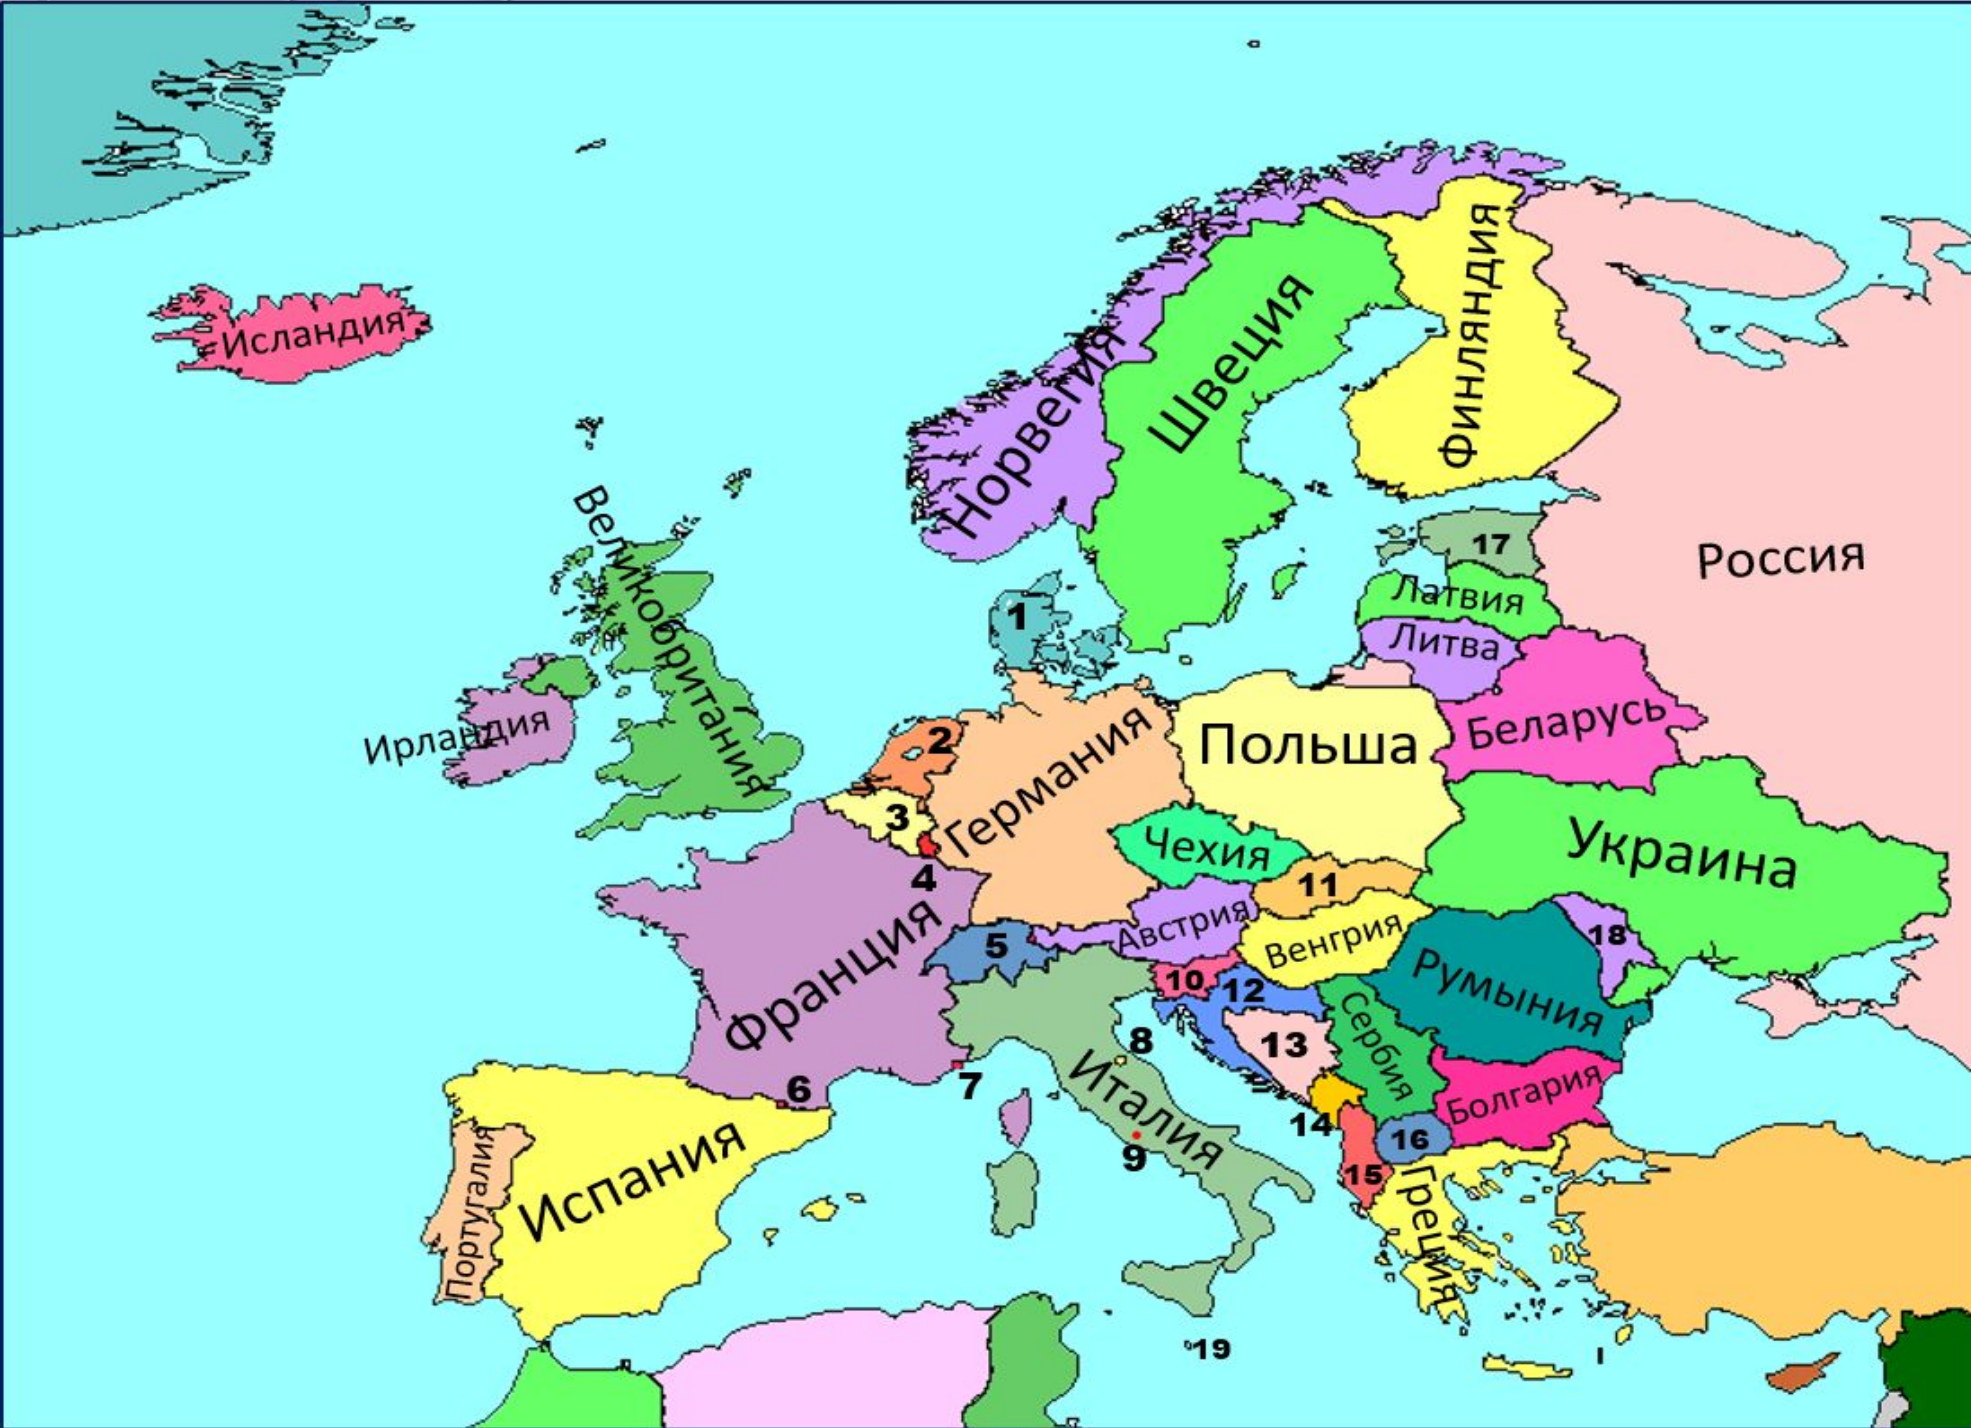 Исландия
Норвегия
Швеция
Финляндия
Россия
Великобритания
Ирландия
1
17
Латвия
Литва
Беларусь
2
3
4
Германия
Польша
Чехия
Украина
11
Австрия
Венгрия
5
Франция
10
12
13
Сербия
Румыния
18
6
7
8
Италия
9
14
15
16
Болгария
Греция
Португалия
Испания
19